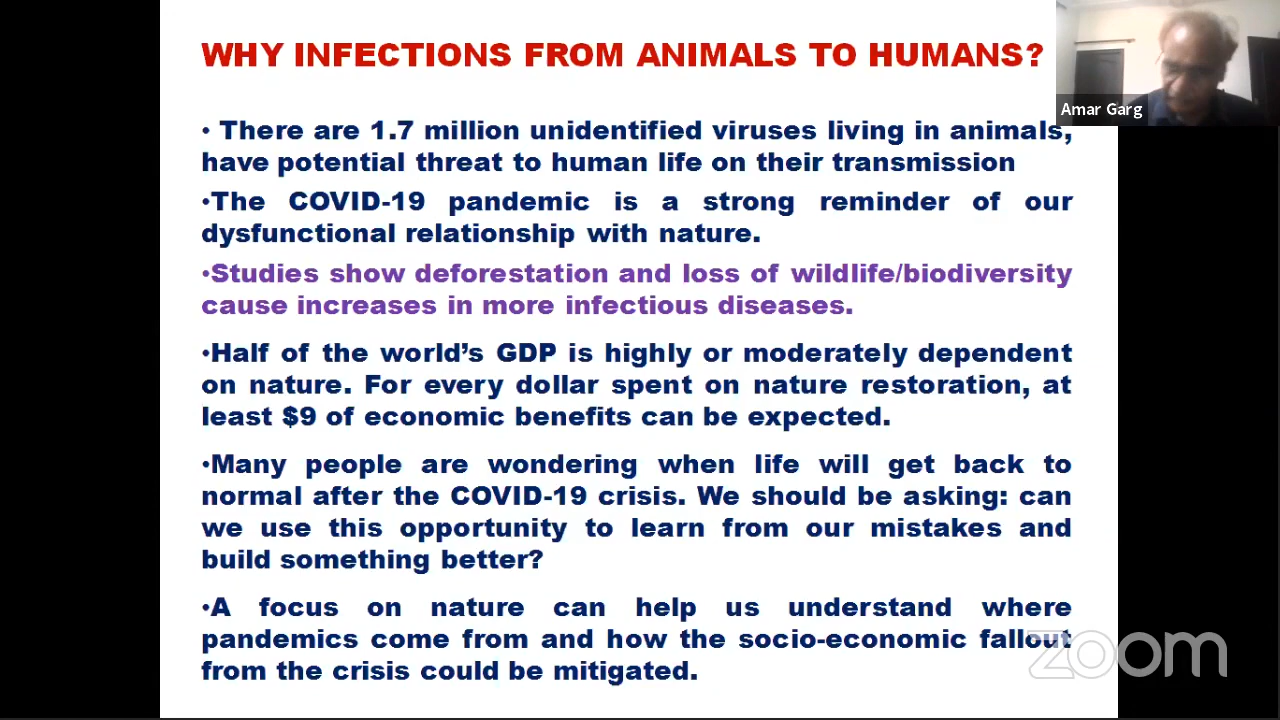 WHY INFECTIONS FROM ANIMALS TO HUMANS?
Amar Garg
• There are 1.7 million unidentified viruses living in animals,
have potential threat to human life on their transmission
•The COVID-19 pandemic is a strong reminder of our
dysfunctional relationship with nature.
•Studies show deforestation and loss of wildlife/biodiversity
cause increases in more infectious diseases.
•Half of the world's GDP is highly or moderately dependent
on nature. For every dollar spent on nature restoration, at
least $9 of economic benefits can be expected.
•Many people are wondering when life will get back to
normal after the COVID-19 crisis. We should be asking: can
we use this opportunity to learn from our mistakes and
build something better?
•A focus on nature can help us understand where
pandemics come from and how the socio-economic fallout
from the crisis could be mitigated.
zoom